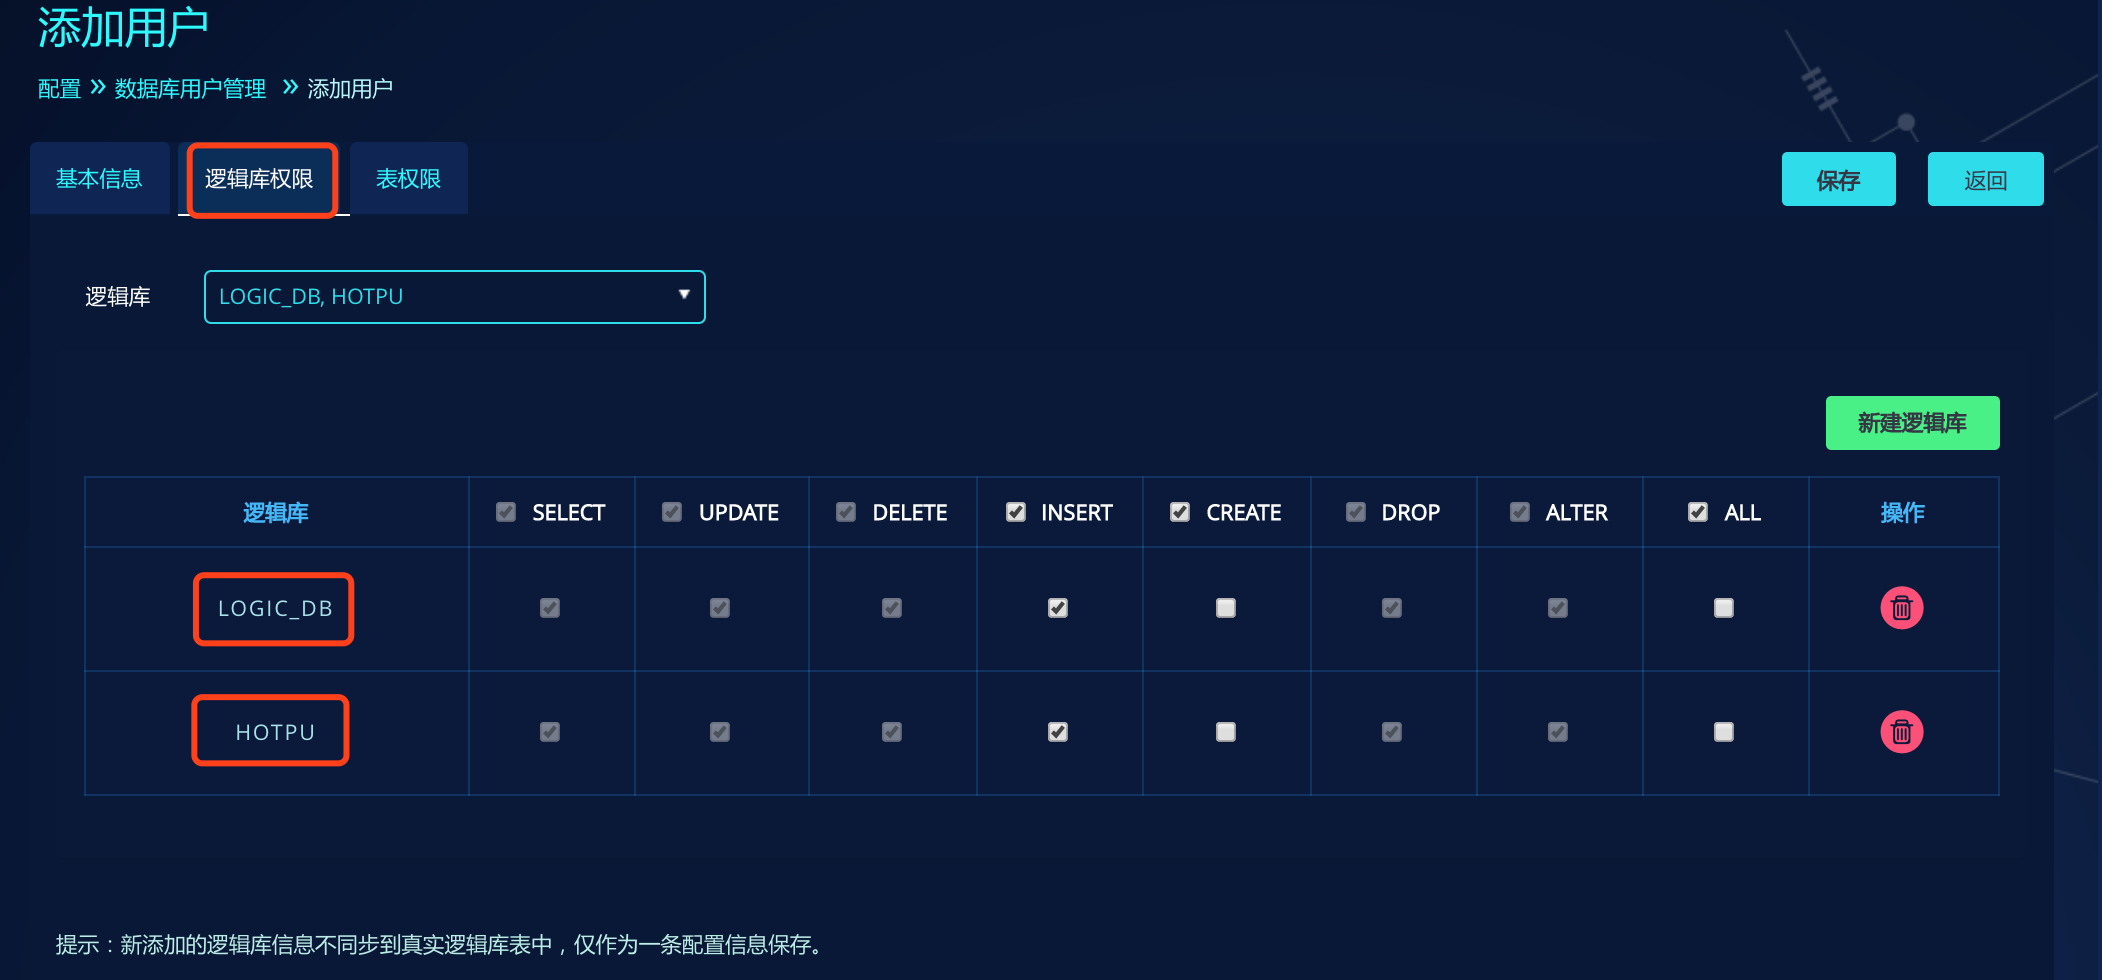 添加用户
配置 » 数据库用户管理 » 添加用户
基本信息 逻辑库权限 表权限 保存 返回
逻辑库 LOGIC_DB, HOTPU
新建逻辑库
逻辑库 SELECT UPDATE DELETE INSERT CREATE DROP ALTER ALL 操作
LOGIC_DB
HOTPU
提示：新添加的逻辑库信息不同步到真实逻辑库表中，仅作为一条配置信息保存。